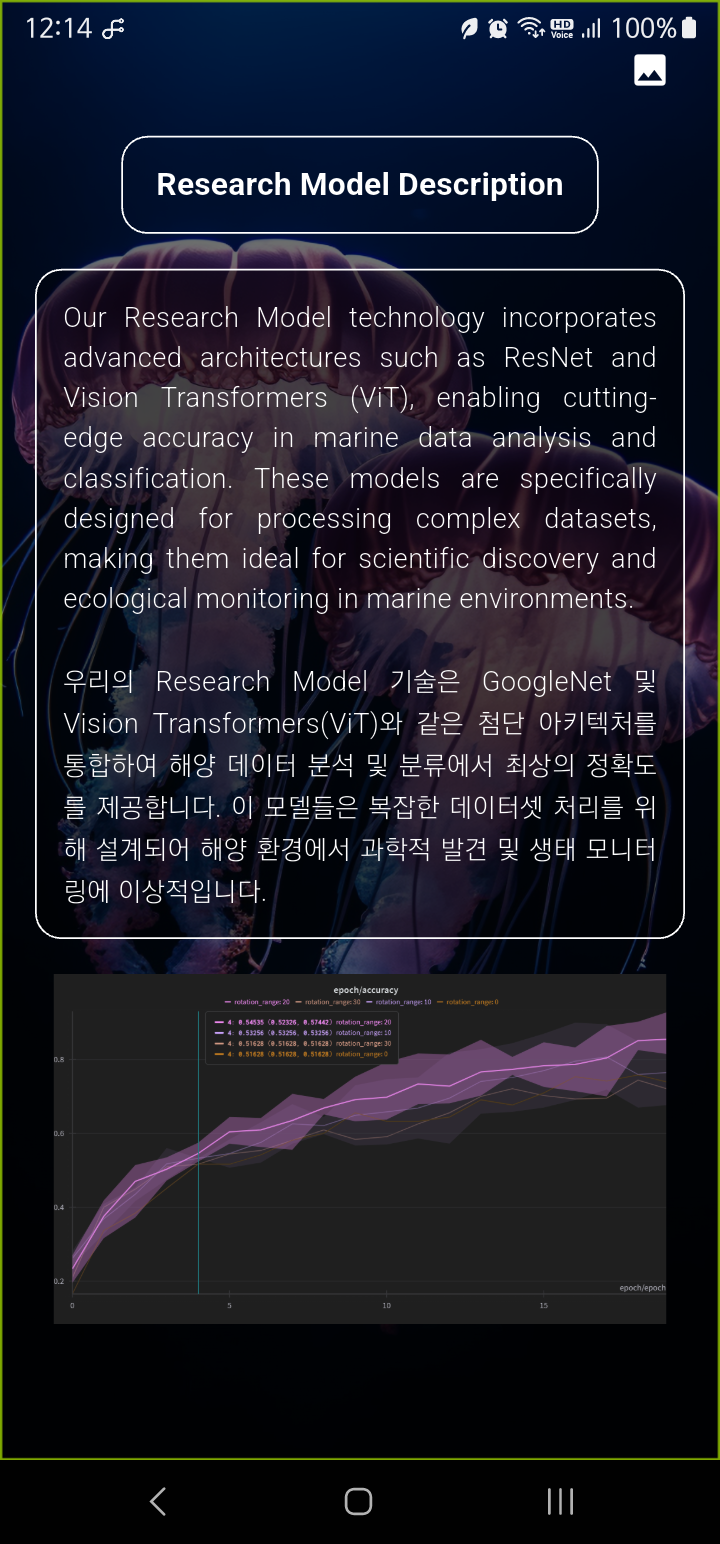 12:14
HD
Voice
100%
Research Model Description
Our Research Model technology incorporates
advanced architectures such as ResNet and
Vision Transformers (ViT), enabling cutting-
edge accuracy in marine data analysis and
classification. These models are specifically
designed for processing complex datasets,
making them ideal for scientific discovery and
ecological monitoring in marine environments.
우리의 Research Model 기술은 GoogleNet 및
Vision Transformers(ViT)와 같은 첨단 아키텍처를
통합하여 해양 데이터 분석 및 분류에서 최상의 정확도
를 제공합니다. 이 모델들은 복잡한 데이터셋 처리를 위
해 설계되어 해양 환경에서 과학적 발견 및 생태 모니터
링에 이상적입니다.
epoch/accuracy
rotation_range: 20 rotation_range: 30 rotation_range: 10 rotation_range: 0
4: 0.54535 (0.52326, 0.57442) rotation_range: 20
4: 0.53256 (0.53256, 0.53256) rotation_range: 10
4: 0.51628 (0.51628, 0.51628) rotation_range: 30
4: 0.51628 (0.51628, 0.51628) rotation_range: 0
0.8
0.6
0.4
0.2
epoch/epoch
0 5 10 15